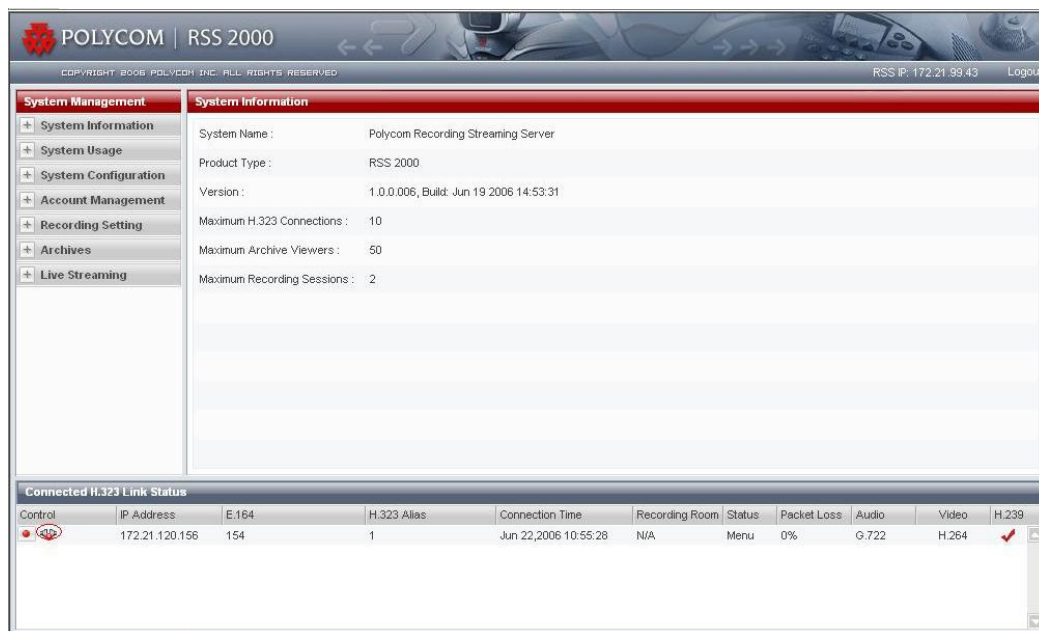 POLYCOM | RSS 2000
COPYRIGHT 2006 POLYCOM INC. ALL RIGHTS RESERVED
RSS IP: 172.21.99.43 Logou
System Management
System Information
System Usage
System Configuration
Account Management
Recording Setting
Archives
Live Streaming
System Information
System Name : Polycom Recording Streaming Server
Product Type : RSS 2000
Version : 1.0.0.006, Build: Jun 19 2006 14:53:31
Maximum H.323 Connections : 10
Maximum Archive Viewers : 50
Maximum Recording Sessions : 2
Connected H.323 Link Status
Control IP Address E.164 H.323 Alias Connection Time Recording Room Status Packet Loss Audio Video H.239
172.21.120.156 154 1 Jun 22,2006 10:55:28 N/A Menu 0% G.722 H.264